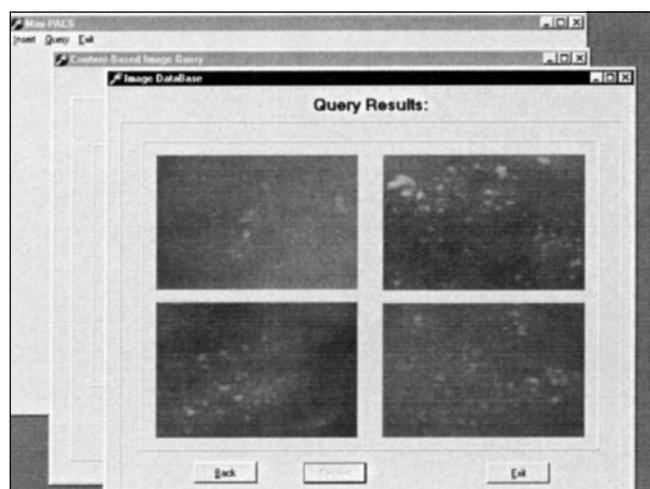 Mini-PACS
Insert Query Exit
Content-Based Image Query
Image DataBase
Query Results:
Back
Exit